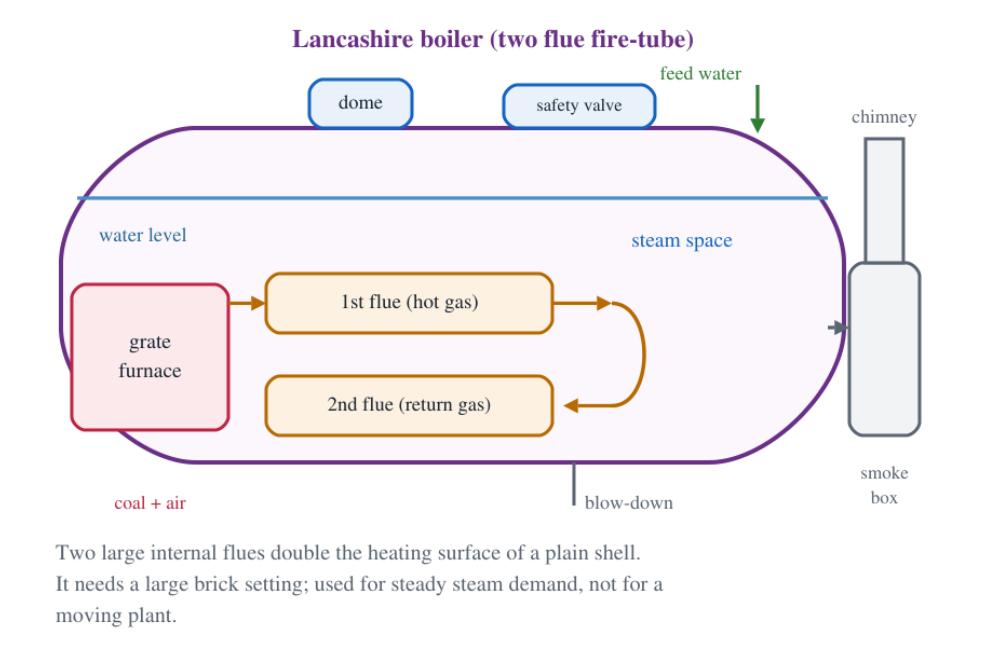 Lancashire boiler (two flue fire-tube)
feed water
dome
safety valve
chimney
water level
steam space
1st flue (hot gas)
grate
furnace
2nd flue (return gas)
smoke
box
coal + air
blow-down
Two large internal flues double the heating surface of a plain shell.
It needs a large brick setting; used for steady steam demand, not for a
moving plant.